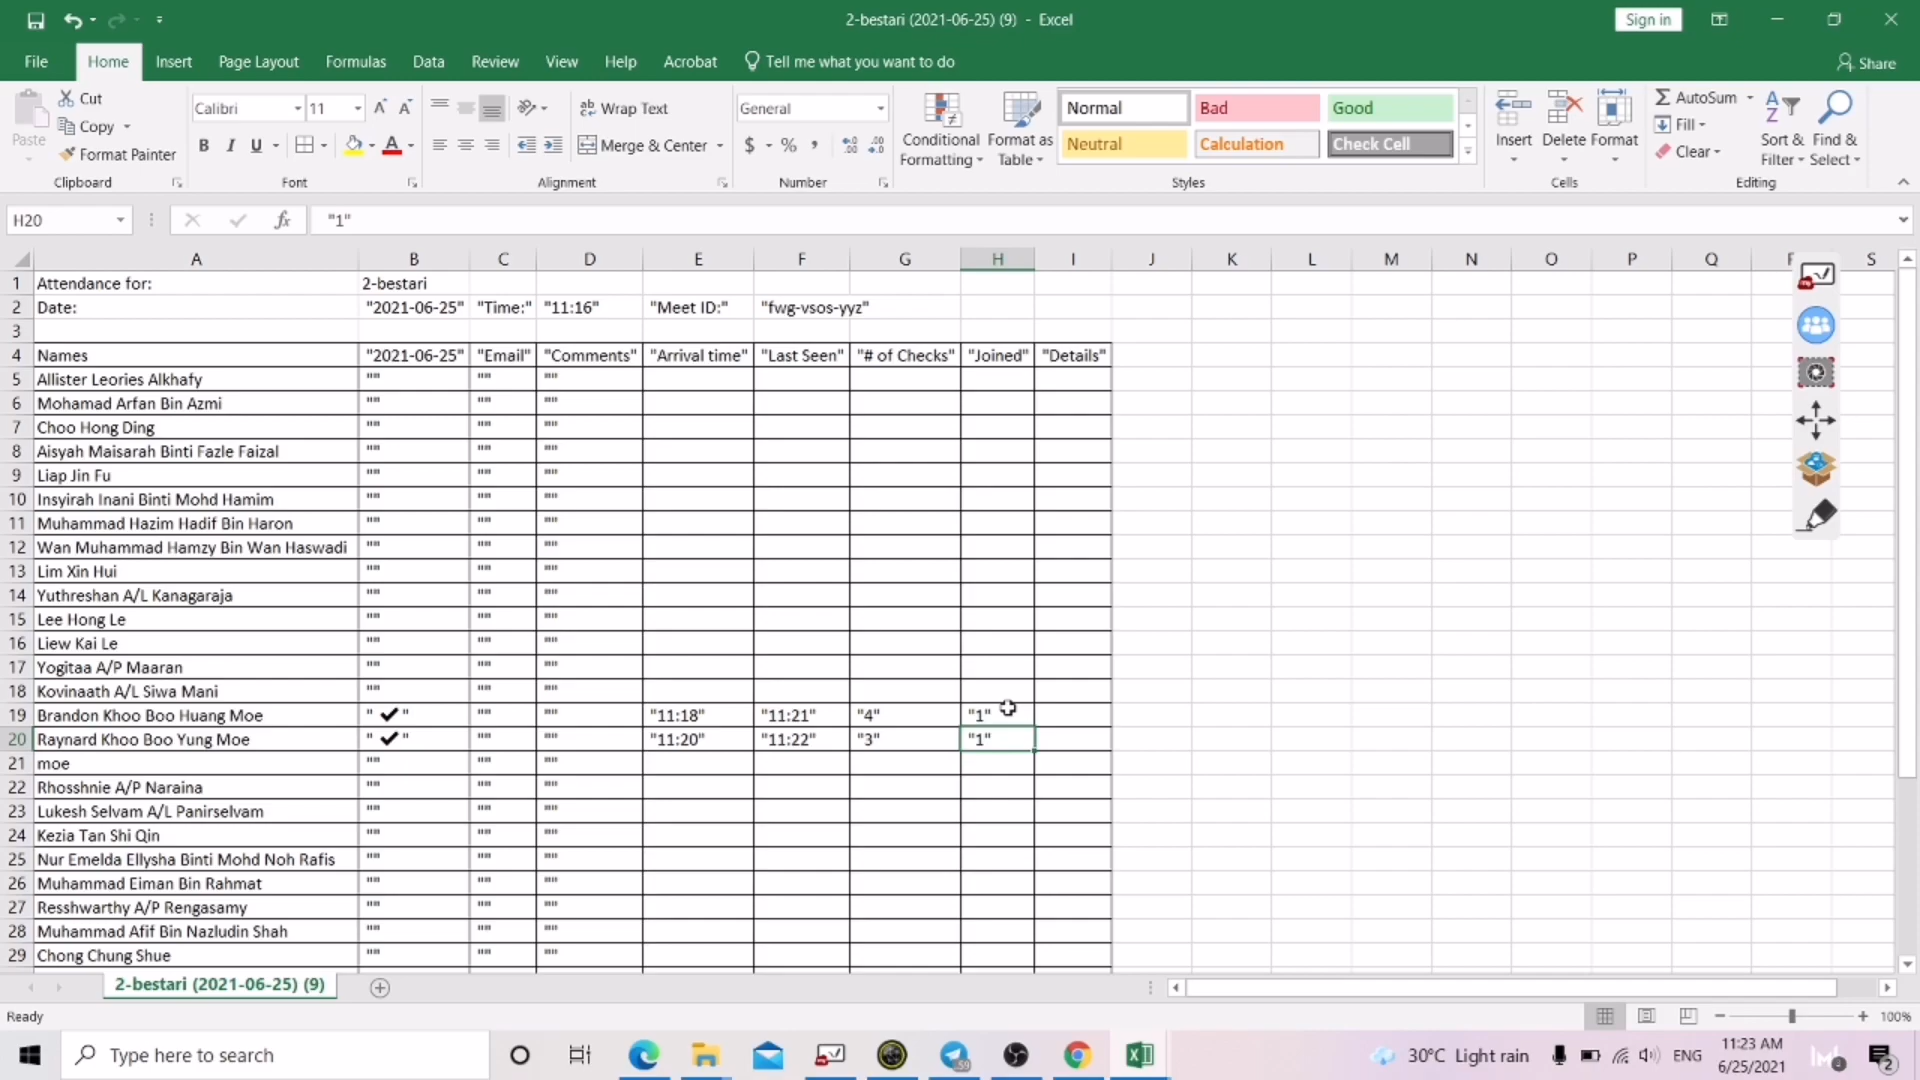 2-bestari (2021-06-25) (9) - Excel
Sign in
File Home Insert Page Layout Formulas Data Review View Help Acrobat Tell me what you want to do Share
Paste
Cut
Copy
Format Painter
Clipboard
Calibri 11
B I U
Font
Wrap Text
Merge & Center
Alignment
General
$ % ,
Number
Conditional Formatting
Format as Table
Normal Bad Good
Neutral Calculation Check Cell
Styles
Insert Delete Format
Cells
AutoSum
Fill
Clear
Sort & Filter
Find & Select
Editing
H20 fx "1"
A B C D E F G H I J K L M N O P Q S
1 Attendance for: 2-bestari
2 Date: "2021-06-25" "Time:" "11:16" "Meet ID:" "fwg-vsos-yyz"
3
4 Names "2021-06-25" "Email" "Comments" "Arrival time" "Last Seen" "# of Checks" "Joined" "Details"
5 Allister Leories Alkhafy "" "" ""
6 Mohamad Arfan Bin Azmi "" "" ""
7 Choo Hong Ding "" "" ""
8 Aisyah Maisarah Binti Fazle Faizal "" "" ""
9 Liap Jin Fu "" "" ""
10 Insyirah Inani Binti Mohd Hamim "" "" ""
11 Muhammad Hazim Hadif Bin Haron "" "" ""
12 Wan Muhammad Hamzy Bin Wan Haswadi "" "" ""
13 Lim Xin Hui "" "" ""
14 Yuthreshan A/L Kanagaraja "" "" ""
15 Lee Hong Le "" "" ""
16 Liew Kai Le "" "" ""
17 Yogitaa A/P Maaran "" "" ""
18 Kovinaath A/L Siwa Mani "" "" ""
19 Brandon Khoo Boo Huang Moe " ✔ " "" "" "11:18" "11:21" "4" "1"
20 Raynard Khoo Boo Yung Moe " ✔ " "" "" "11:20" "11:22" "3" "1"
21 moe "" "" ""
22 Rhosshnie A/P Naraina "" "" ""
23 Lukesh Selvam A/L Panirselvam "" "" ""
24 Kezia Tan Shi Qin "" "" ""
25 Nur Emelda Ellysha Binti Mohd Noh Rafis "" "" ""
26 Muhammad Eiman Bin Rahmat "" "" ""
27 Resshwarthy A/P Rengasamy "" "" ""
28 Muhammad Afif Bin Nazludin Shah "" "" ""
29 Chong Chung Shue "" "" ""
2-bestari (2021-06-25) (9)
Ready 100%
Type here to search
30°C Light rain ENG 11:23 AM
6/25/2021
2